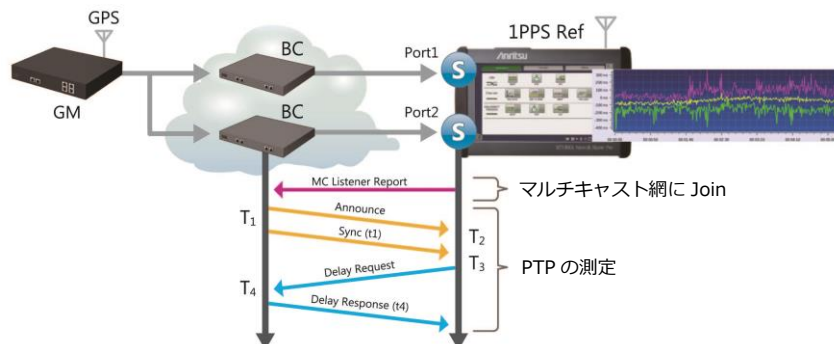 GPS
1PPS Ref
BC
Port1
Anritsu
S
GM
BC
Port2
S
MC Listener Report
マルチキャスト網に Join
T1
Announce
Sync (t1)
T2
T3
PTP の測定
Delay Request
T4
Delay Response (t4)